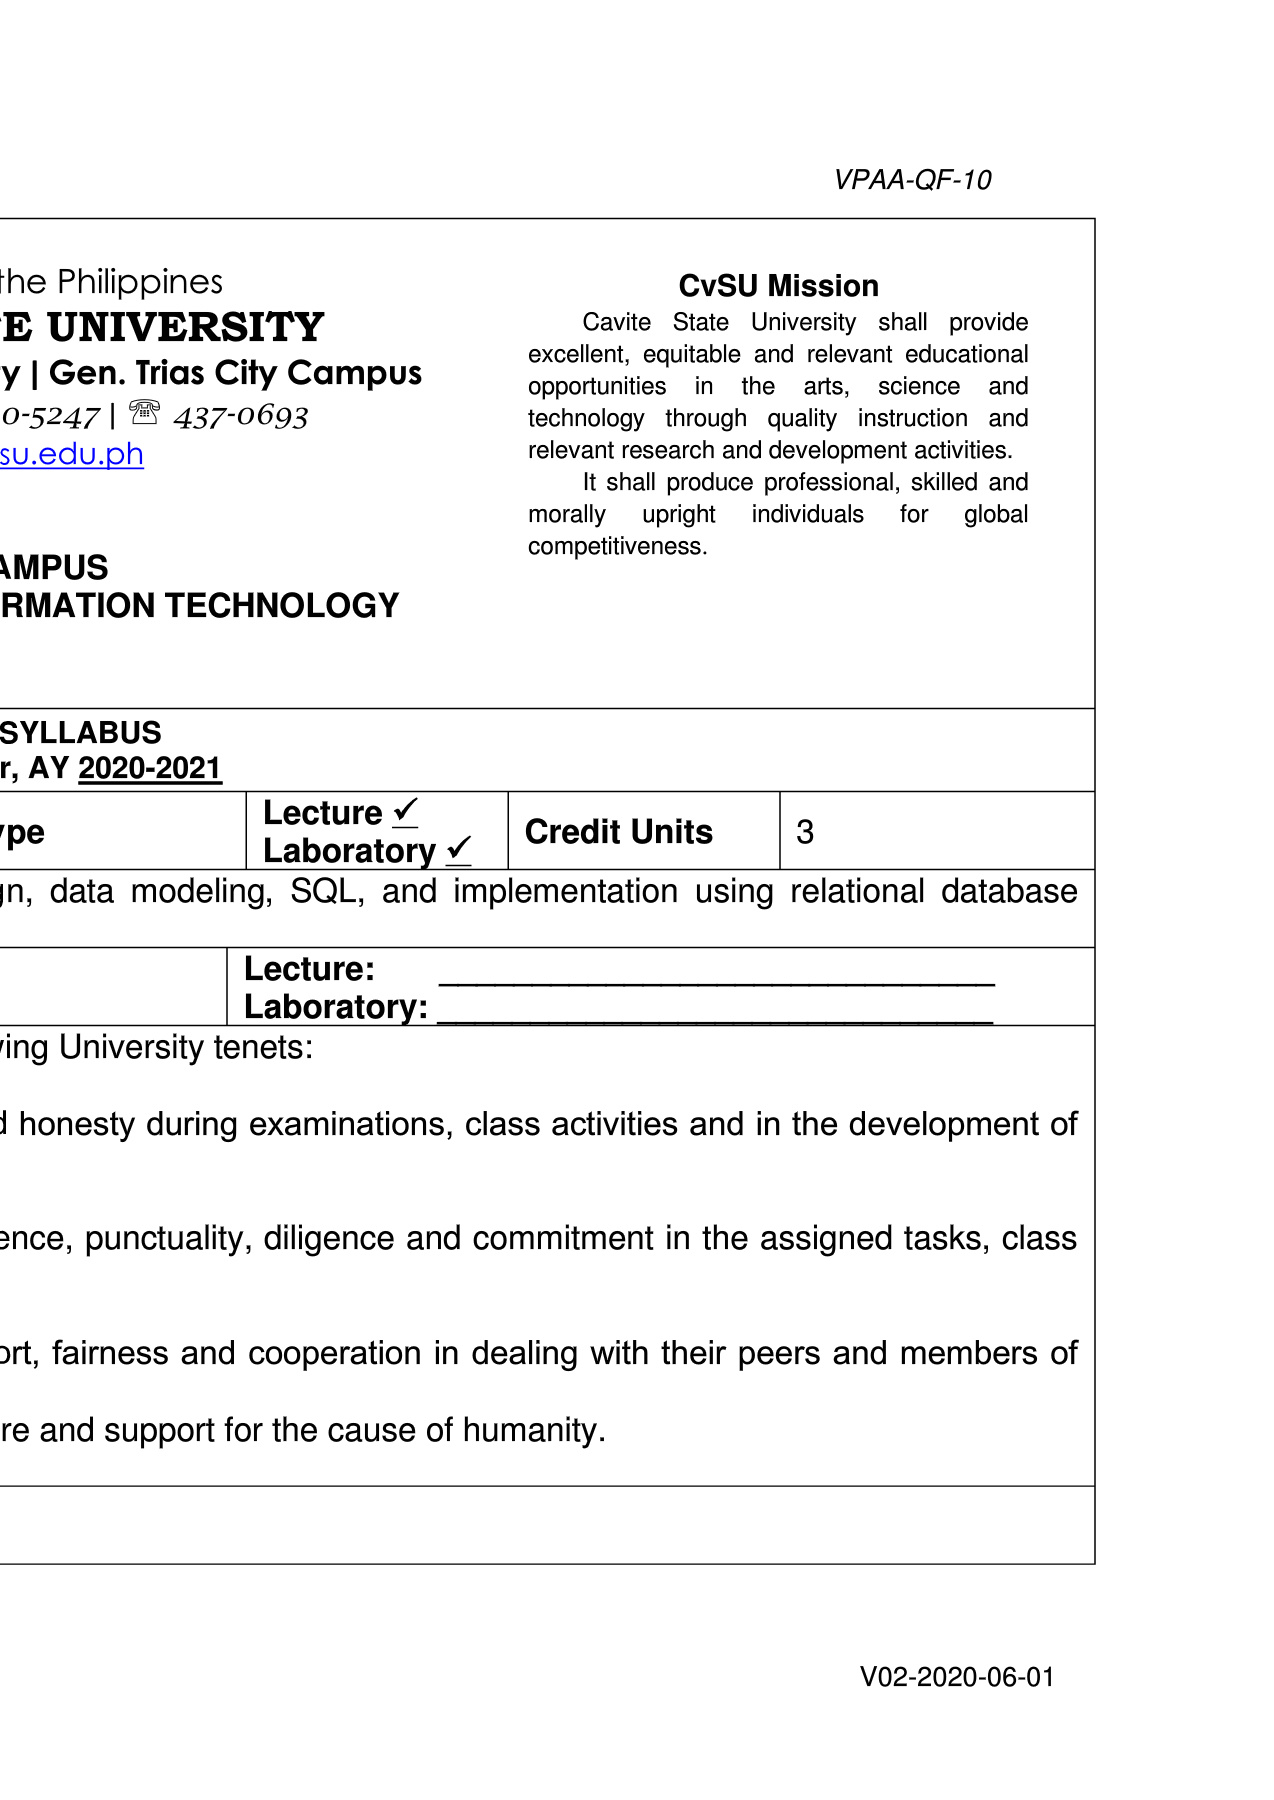 VPAA-QF-10
the Philippines
E UNIVERSITY
y | Gen. Trias City Campus
0-5247 | ☏ 437-0693
su.edu.ph
AMPUS
RMATION TECHNOLOGY
CvSU Mission
Cavite State University shall provide
excellent, equitable and relevant educational
opportunities in the arts, science and
technology through quality instruction and
relevant research and development activities.
It shall produce professional, skilled and
morally upright individuals for global
competitiveness.
SYLLABUS
r, AY 2020-2021
ype
Lecture ✓
Laboratory ✓
Credit Units
3
gn, data modeling, SQL, and implementation using relational database
Lecture: ______________________________
Laboratory: ______________________________
ving University tenets:
d honesty during examinations, class activities and in the development of
ence, punctuality, diligence and commitment in the assigned tasks, class
ort, fairness and cooperation in dealing with their peers and members of
re and support for the cause of humanity.
V02-2020-06-01